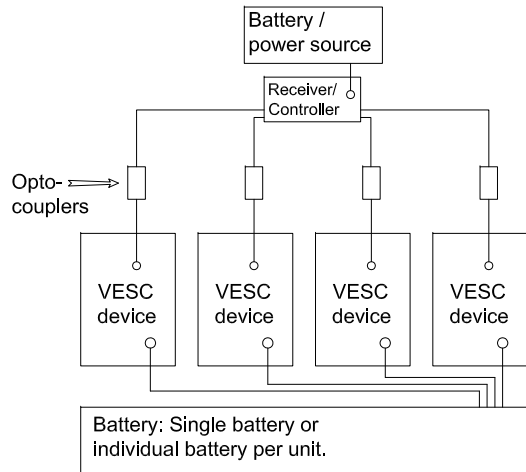 Battery /
power source
Receiver/
Controller
Opto-
couplers
VESC
device
VESC
device
VESC
device
VESC
device
Battery: Single battery or
individual battery per unit.